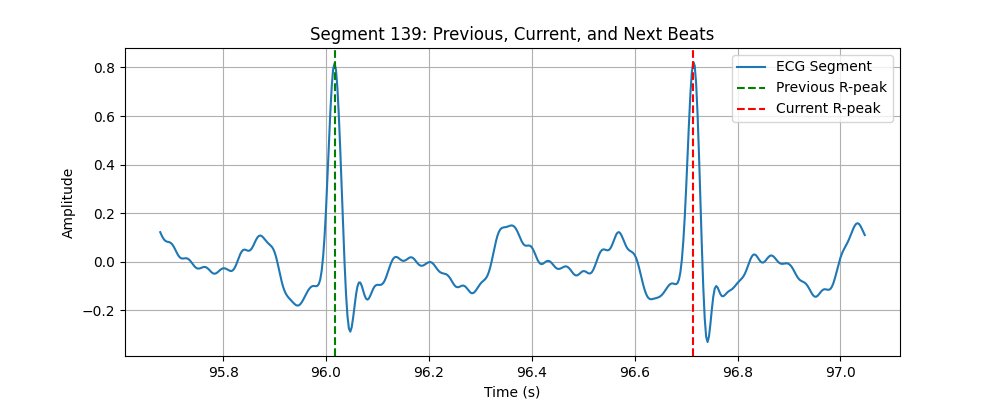 Segment 139: Previous, Current, and Next Beats
ECG Segment
Previous R-peak
Current R-peak
Amplitude
0.8
0.6
0.4
0.2
0.0
−0.2
95.8 96.0 96.2 96.4 96.6 96.8 97.0
Time (s)